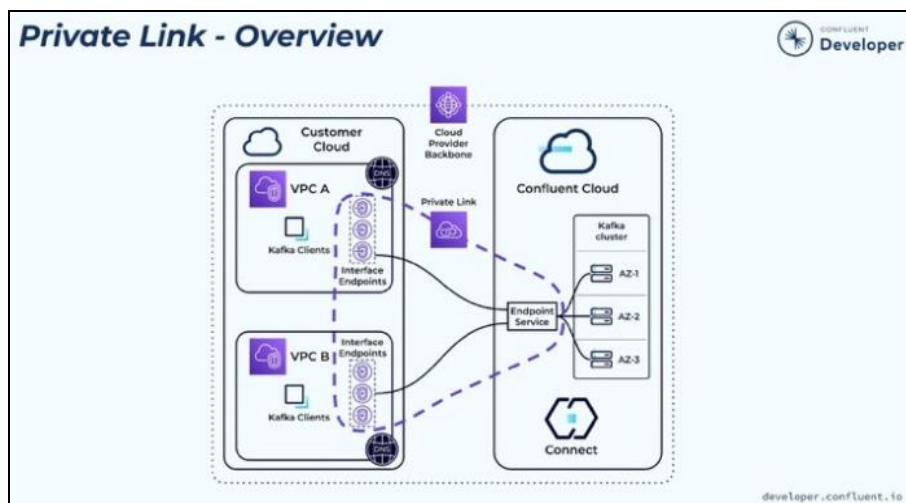 Private Link - Overview
CONFLUENT
Developer
Customer
Cloud
Cloud
Provider
Backbone
Confluent Cloud
DNS
VPC A
Kafka Clients
Interface
Endpoints
Private Link
Kafka
cluster
AZ-1
AZ-2
AZ-3
Endpoint
Service
VPC B
Interface
Endpoints
Kafka Clients
DNS
Connect
developer.confluent.io